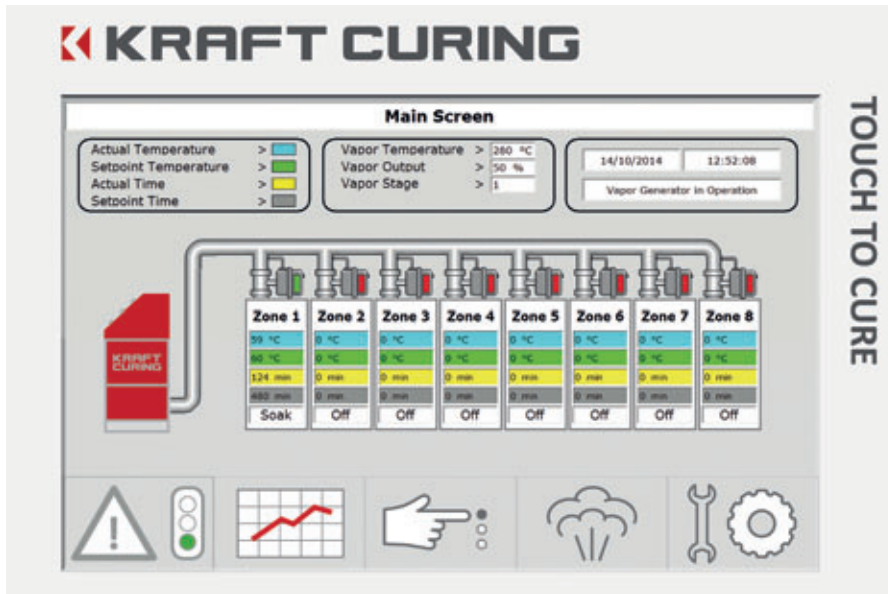 KRAFT CURING
TOUCH TO CURE
Main Screen
Actual Temperature >
Setpoint Temperature >
Actual Time >
Setpoint Time >
Vapor Temperature > 260 °C
Vapor Output > 50 %
Vapor Stage > 1
14/10/2014 12:52:08
Vapor Generator in Operation
KRAFT
CURING
Zone 1 Zone 2 Zone 3 Zone 4 Zone 5 Zone 6 Zone 7 Zone 8
59 °C 0 °C 0 °C 0 °C 0 °C 0 °C 0 °C 0 °C
60 °C 0 °C 0 °C 0 °C 0 °C 0 °C 0 °C 0 °C
124 min 0 min 0 min 0 min 0 min 0 min 0 min 0 min
480 min 0 min 0 min 0 min 0 min 0 min 0 min 0 min
Soak Off Off Off Off Off Off Off